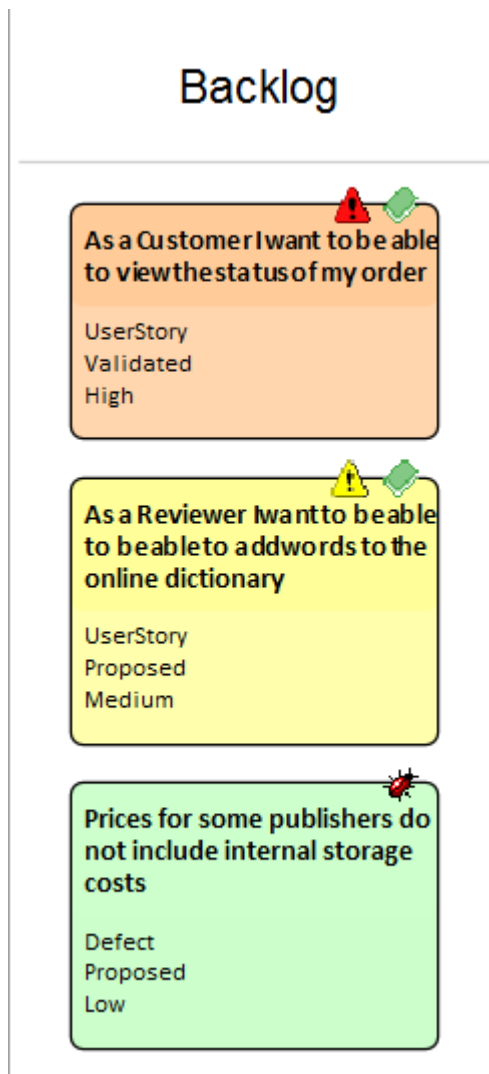 Backlog
As a Customer I want to be able
to view the status of my order
UserStory
Validated
High
As a Reviewer I want to be able
to be able to add words to the
online dictionary
UserStory
Proposed
Medium
Prices for some publishers do
not include internal storage
costs
Defect
Proposed
Low